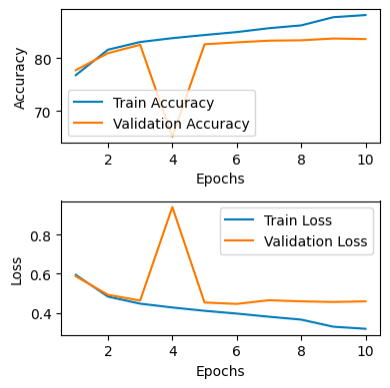 Accuracy
80
70
Train Accuracy
Validation Accuracy
2 4 6 8 10
Epochs
Loss
0.8
0.6
0.4
Train Loss
Validation Loss
2 4 6 8 10
Epochs